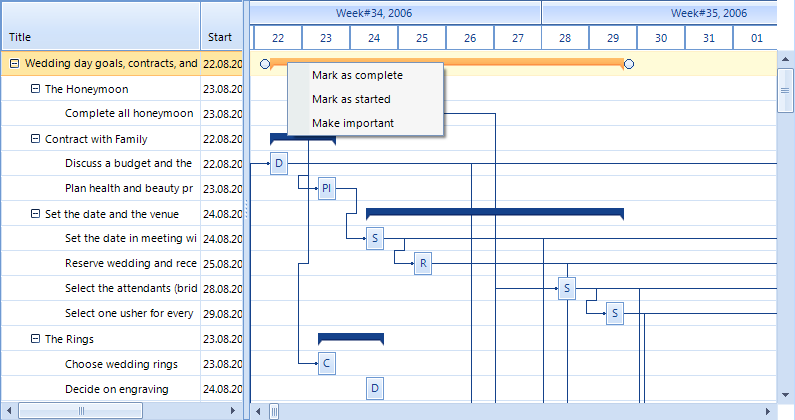 Title Start Week#34, 2006 Week#35, 2006
22 23 24 25 26 27 28 29 30 31 01
Wedding day goals, contracts, and 22.08.20
Mark as complete
The Honeymoon 23.08.20
Mark as started
Complete all honeymoon 23.08.20
Make important
Contract with Family 22.08.20
Discuss a budget and the 22.08.20 D
Plan health and beauty pr 23.08.20 Pl
Set the date and the venue 24.08.20
Set the date in meeting wi 24.08.20 S
Reserve wedding and rece 25.08.20 R
Select the attendants (brid 28.08.20 S
Select one usher for every 29.08.20 S
The Rings 23.08.20
Choose wedding rings 23.08.20 C
Decide on engraving 24.08.20 D